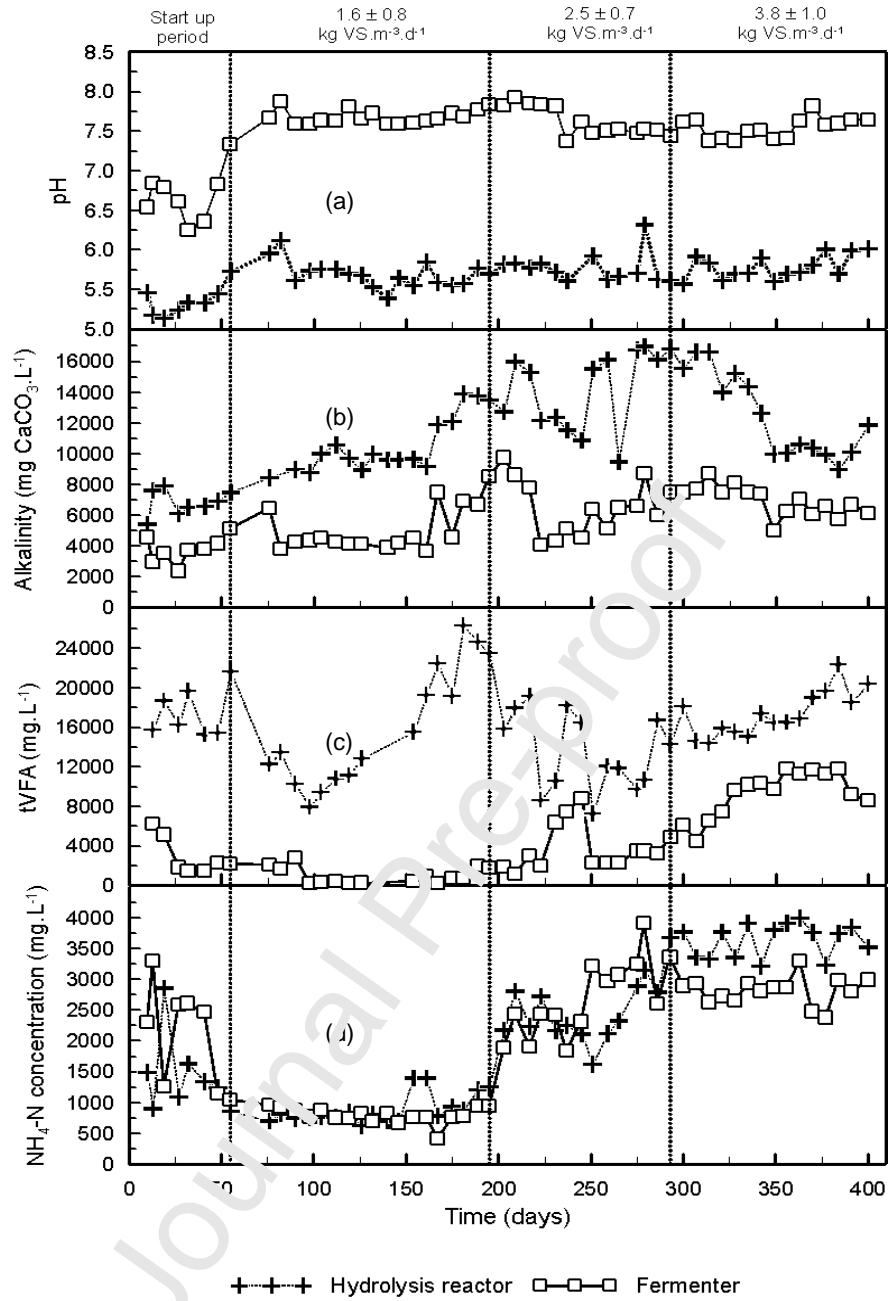 Start up 1.6 ± 0.8 2.5 ± 0.7 3.8 ± 1.0
period kg VS.m⁻³.d⁻¹ kg VS.m⁻³.d⁻¹ kg VS.m⁻³.d⁻¹
8.5
8.0
7.5
7.0
6.5
6.0
5.5
5.0
pH
(a)
16000
14000
12000
10000
8000
6000
4000
2000
0
Alkalinity (mg CaCO₃.L⁻¹)
(b)
24000
20000
16000
12000
8000
4000
0
tVFA (mg.L⁻¹)
(c)
4000
3500
3000
2500
2000
1500
1000
500
0
NH₄-N concentration (mg.L⁻¹)
(d)
0 50 100 150 200 250 300 350 400
Time (days)
Hydrolysis reactor Fermenter
Journal Pre-proof